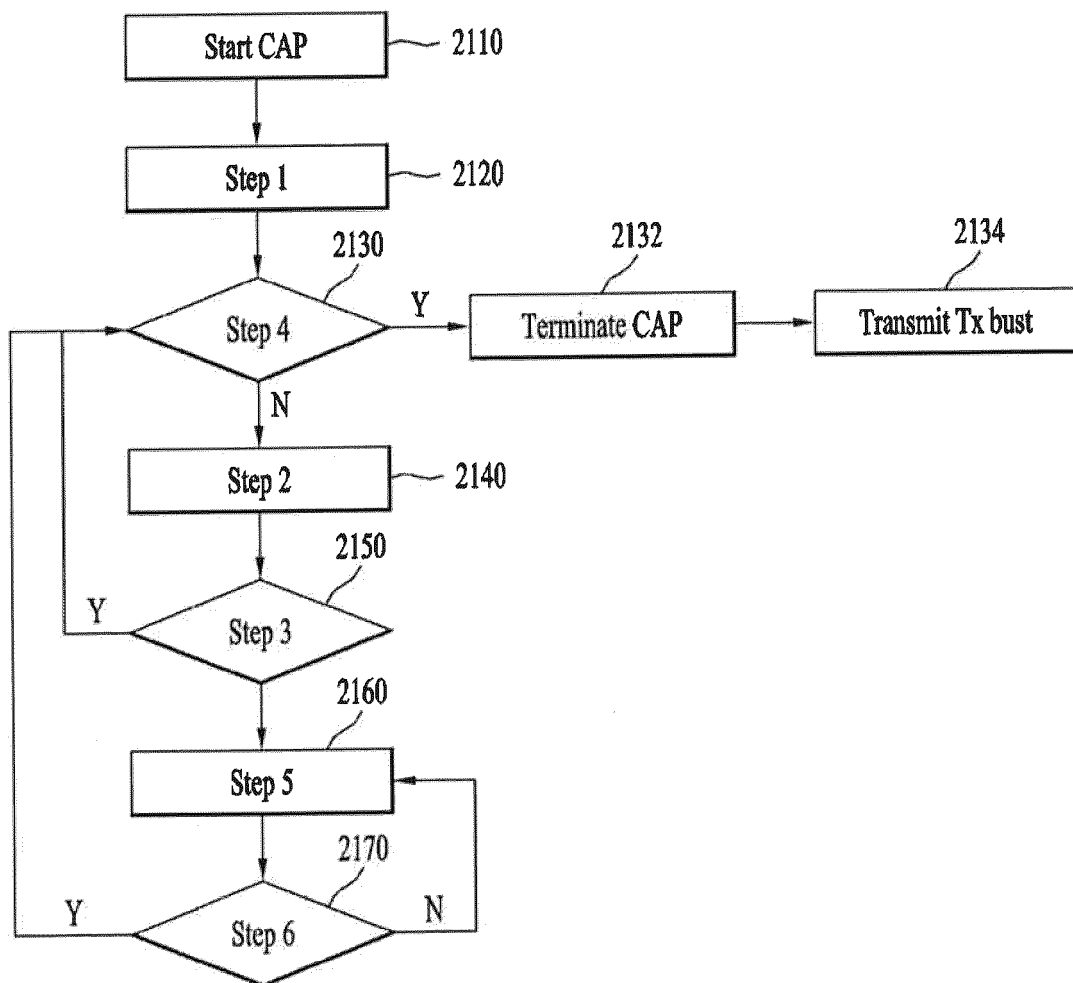 Start CAP
2110
Step 1
2120
2130
2132
2134
Step 4
Y
Terminate CAP
Transmit Tx bust
N
Step 2
2140
2150
Y
Step 3
2160
Step 5
2170
Y
N
Step 6